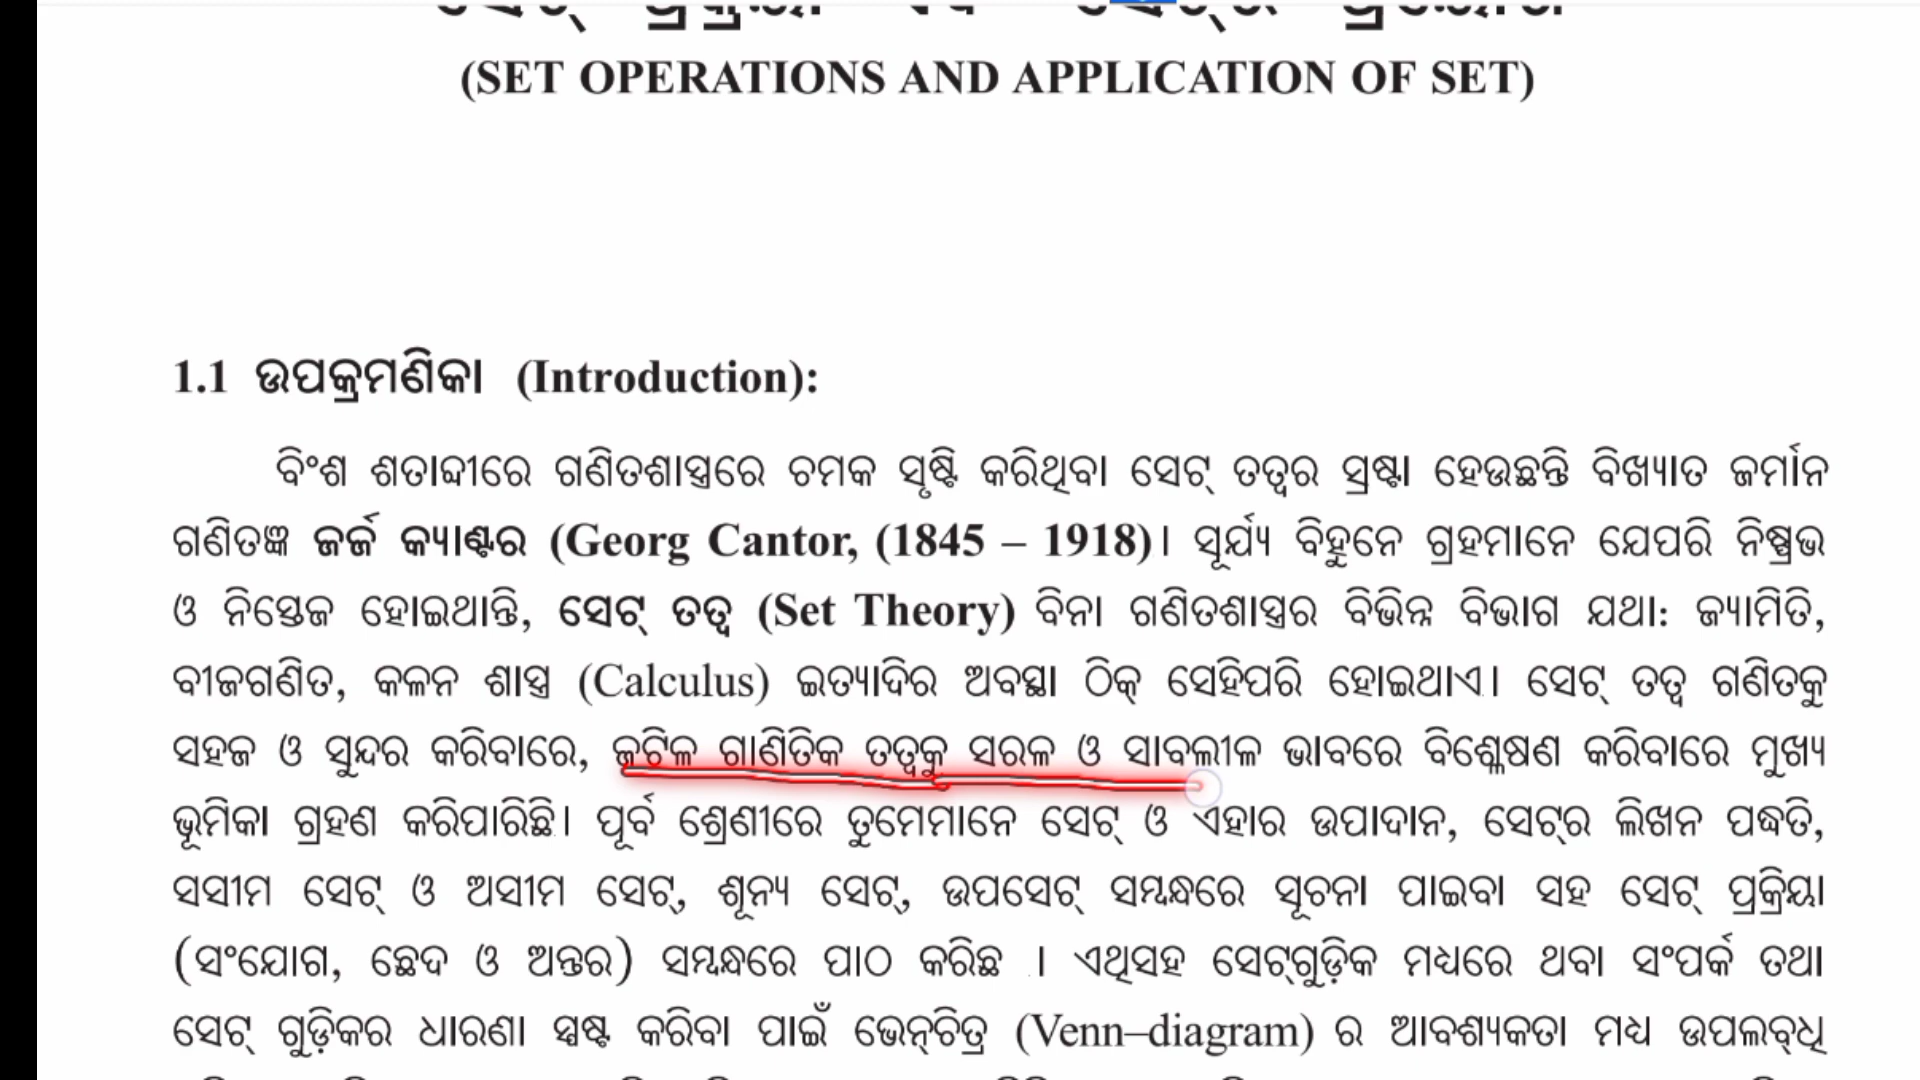 (SET OPERATIONS AND APPLICATION OF SET)
1.1 ଉପକ୍ରମଣିକା (Introduction):
ବିଂଶ ଶତାବ୍ଦୀରେ ଗଣିତଶାସ୍ତ୍ରରେ ଚମକ ସୃଷ୍ଟି କରିଥିବା ସେଟ୍ ତତ୍ତ୍ୱର ସ୍ରଷ୍ଟା ହେଉଛନ୍ତି ବିଖ୍ୟାତ ଜର୍ମାନ
ଗଣିତଜ୍ଞ ଜର୍ଜ କ୍ୟାଣ୍ଟର (Georg Cantor, (1845 – 1918)। ସୂର୍ଯ୍ୟ ବିହୁନେ ଗ୍ରହମାନେ ଯେପରି ନିଷ୍ପ୍ରଭ
ଓ ନିସ୍ତେଜ ହୋଇଥାନ୍ତି, ସେଟ୍ ତତ୍ତ୍ୱ (Set Theory) ବିନା ଗଣିତଶାସ୍ତ୍ରର ବିଭିନ୍ନ ବିଭାଗ ଯଥା: ଜ୍ୟାମିତି,
ବୀଜଗଣିତ, କଳନ ଶାସ୍ତ୍ର (Calculus) ଇତ୍ୟାଦିର ଅବସ୍ଥା ଠିକ୍ ସେହିପରି ହୋଇଥାଏ। ସେଟ୍ ତତ୍ତ୍ୱ ଗଣିତକୁ
ସହଜ ଓ ସୁନ୍ଦର କରିବାରେ, ଜଟିଳ ଗାଣିତିକ ତତ୍ତ୍ୱକୁ ସରଳ ଓ ସାବଲୀଳ ଭାବରେ ବିଶ୍ଳେଷଣ କରିବାରେ ମୁଖ୍ୟ
ଭୂମିକା ଗ୍ରହଣ କରିପାରିଛି। ପୂର୍ବ ଶ୍ରେଣୀରେ ତୁମେମାନେ ସେଟ୍ ଓ ଏହାର ଉପାଦାନ, ସେଟ୍‌ର ଲିଖନ ପଦ୍ଧତି,
ସସୀମ ସେଟ୍ ଓ ଅସୀମ ସେଟ୍, ଶୂନ୍ୟ ସେଟ୍, ଉପସେଟ୍ ସମ୍ବନ୍ଧରେ ସୂଚନା ପାଇବା ସହ ସେଟ୍ ପ୍ରକ୍ରିୟା
(ସଂଯୋଗ, ଛେଦ ଓ ଅନ୍ତର) ସମ୍ବନ୍ଧରେ ପାଠ କରିଛ । ଏଥିସହ ସେଟ୍‌ଗୁଡ଼ିକ ମଧ୍ୟରେ ଥିବା ସଂପର୍କ ତଥା
ସେଟ୍ ଗୁଡ଼ିକର ଧାରଣା ସ୍ପଷ୍ଟ କରିବା ପାଇଁ ଭେନ୍‌ଚିତ୍ର (Venn–diagram) ର ଆବଶ୍ୟକତା ମଧ୍ୟ ଉପଲବ୍ଧି